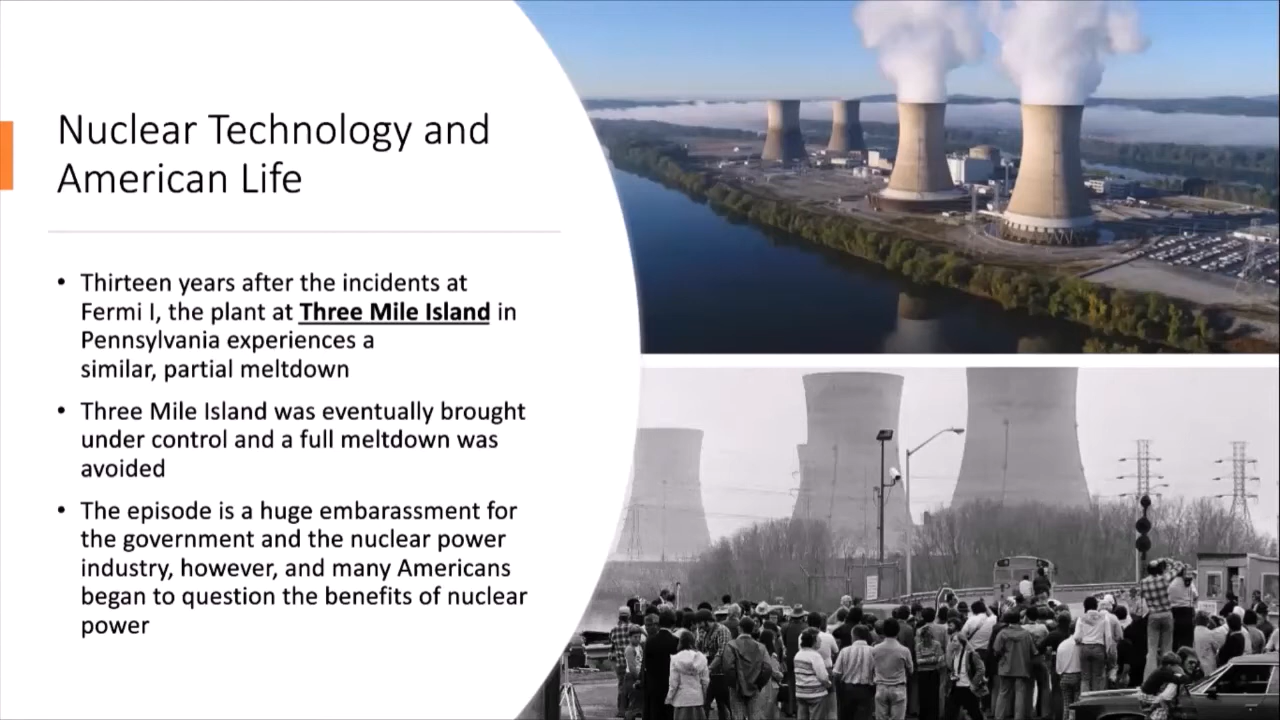 Nuclear Technology and
American Life
• Thirteen years after the incidents at
Fermi I, the plant at Three Mile Island in
Pennsylvania experiences a
similar, partial meltdown
• Three Mile Island was eventually brought
under control and a full meltdown was
avoided
• The episode is a huge embarassment for
the government and the nuclear power
industry, however, and many Americans
began to question the benefits of nuclear
power